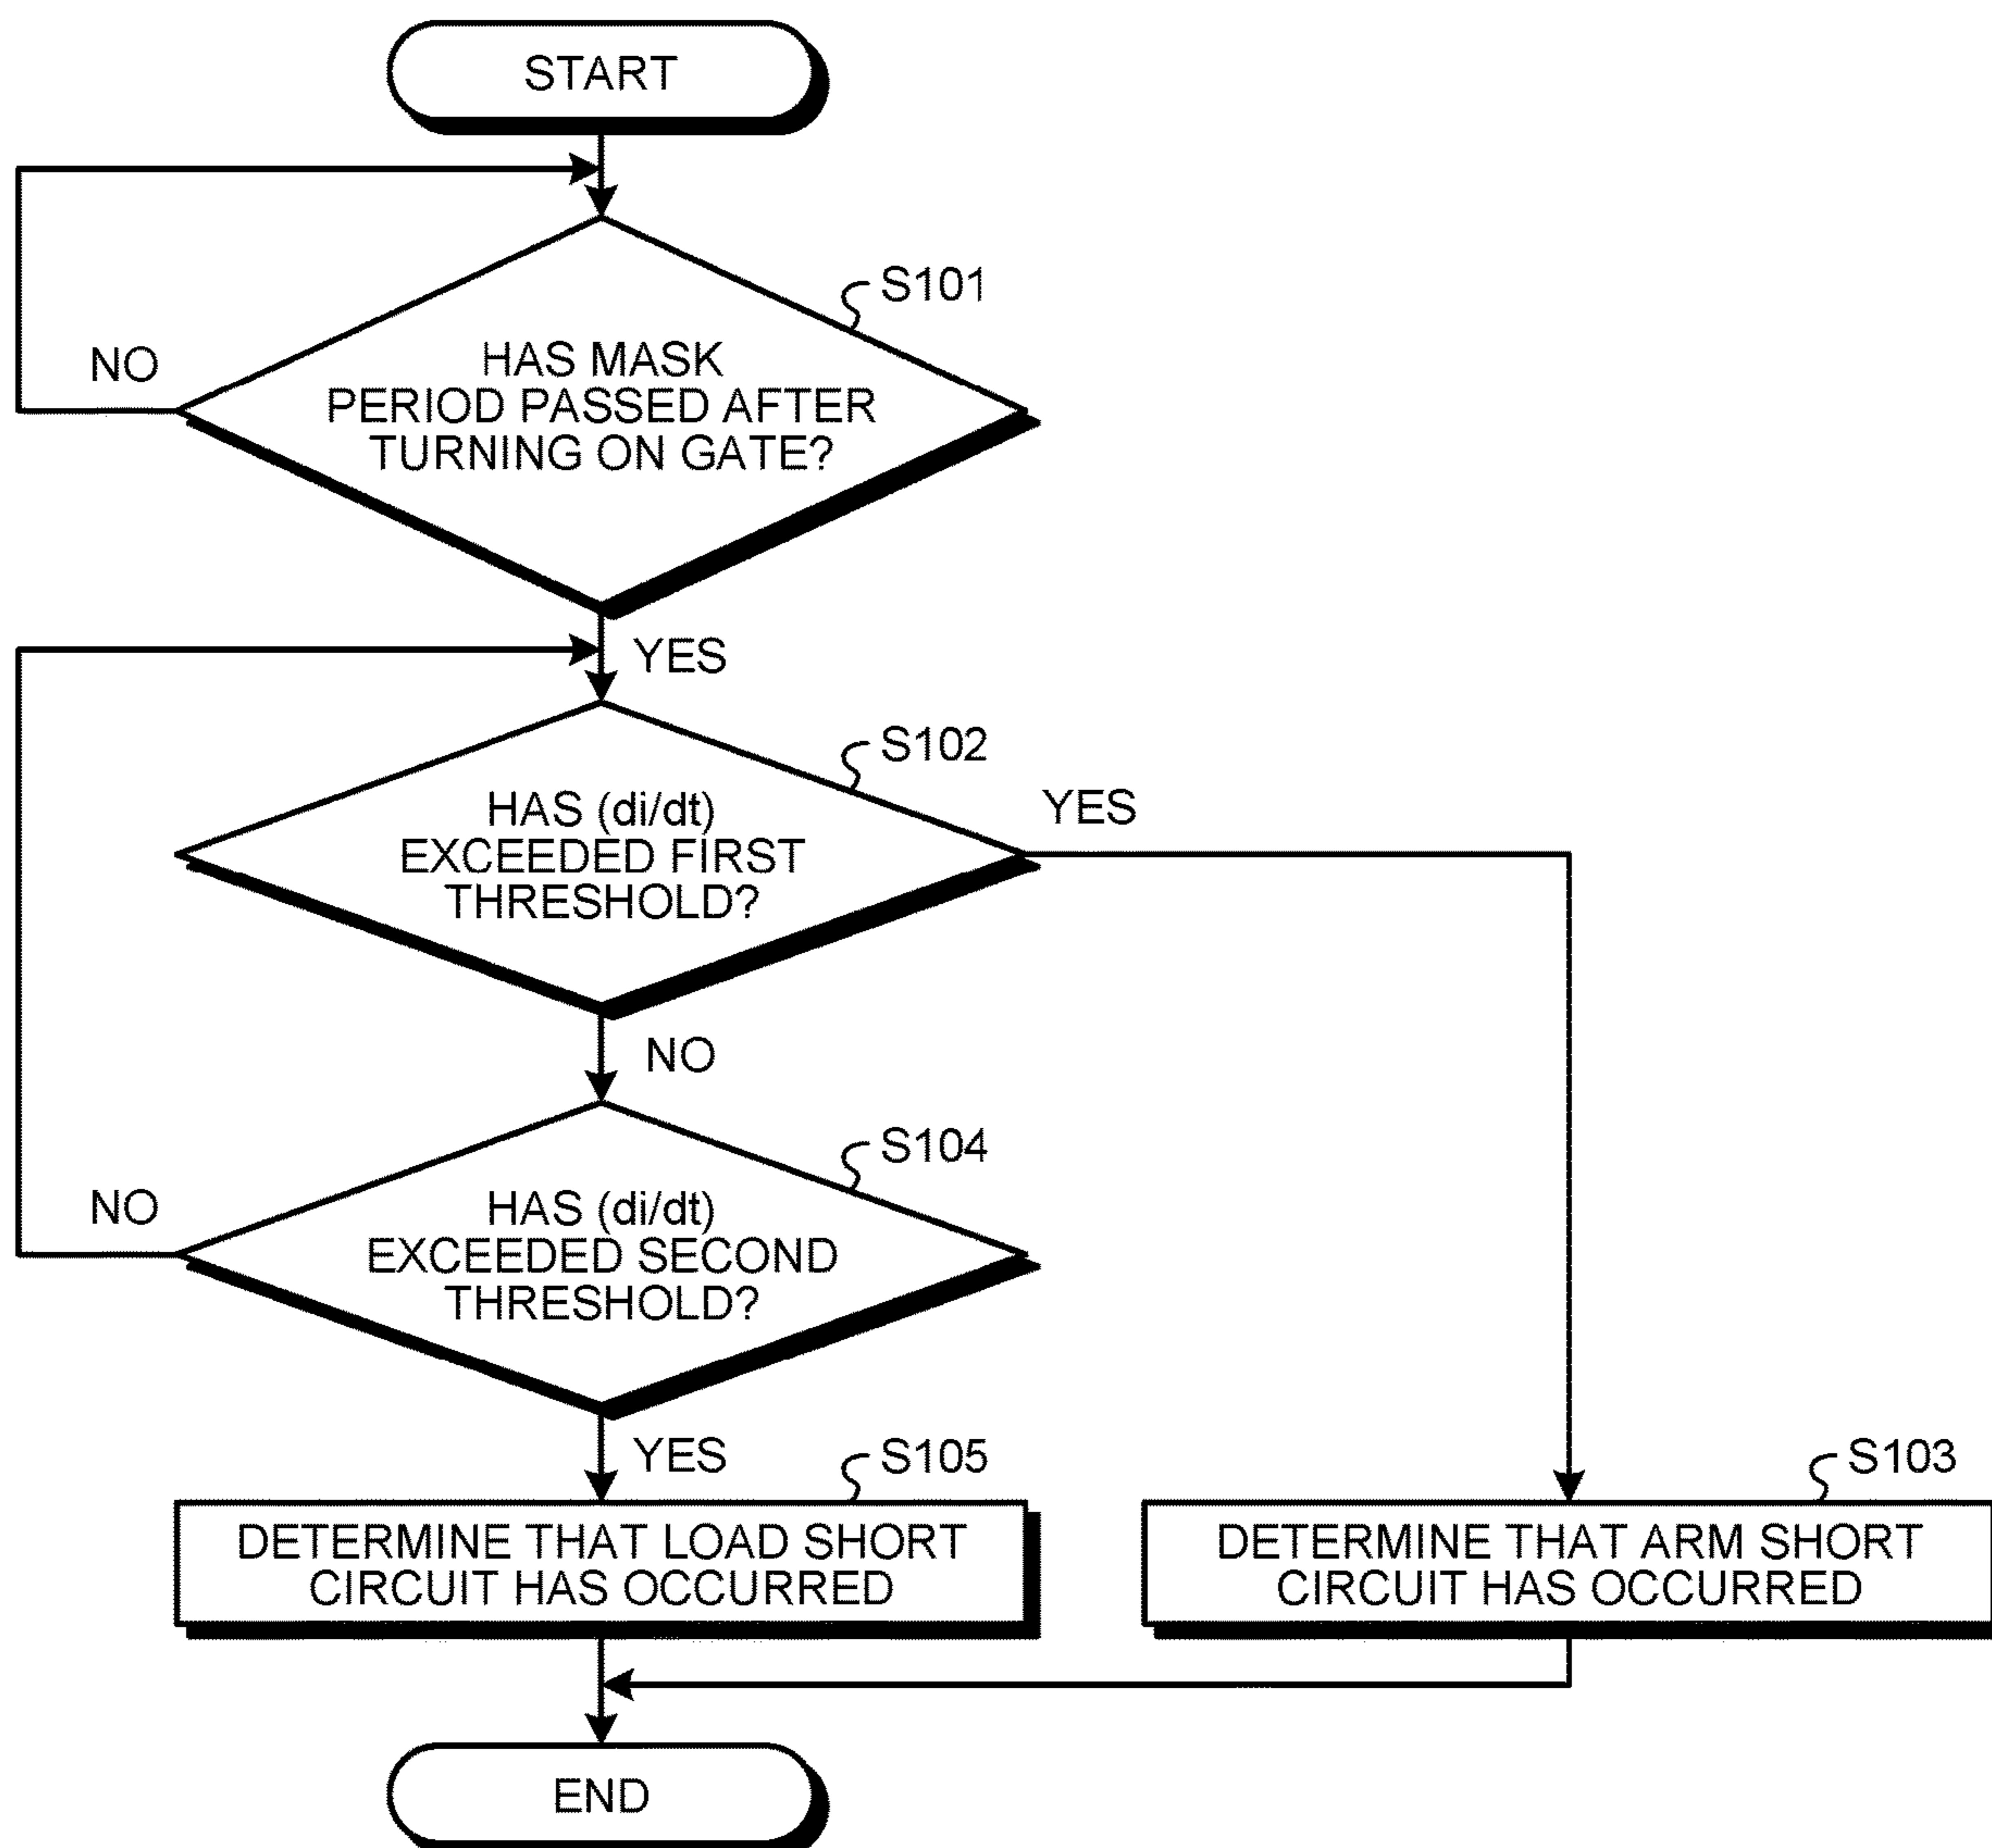 START
S101
NO
HAS MASK
PERIOD PASSED AFTER
TURNING ON GATE?
YES
S102
HAS (di/dt)
EXCEEDED FIRST
THRESHOLD?
YES
NO
S104
NO
HAS (di/dt)
EXCEEDED SECOND
THRESHOLD?
YES
S105
DETERMINE THAT LOAD SHORT
CIRCUIT HAS OCCURRED
S103
DETERMINE THAT ARM SHORT
CIRCUIT HAS OCCURRED
END